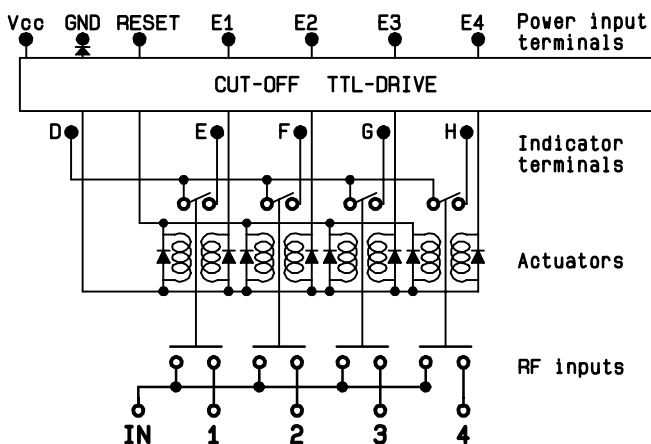 Vcc GND RESET E1 E2 E3 E4
Power input
terminals
CUT-OFF TTL-DRIVE
D E F G H
Indicator
terminals
Actuators
RF inputs
IN 1 2 3 4